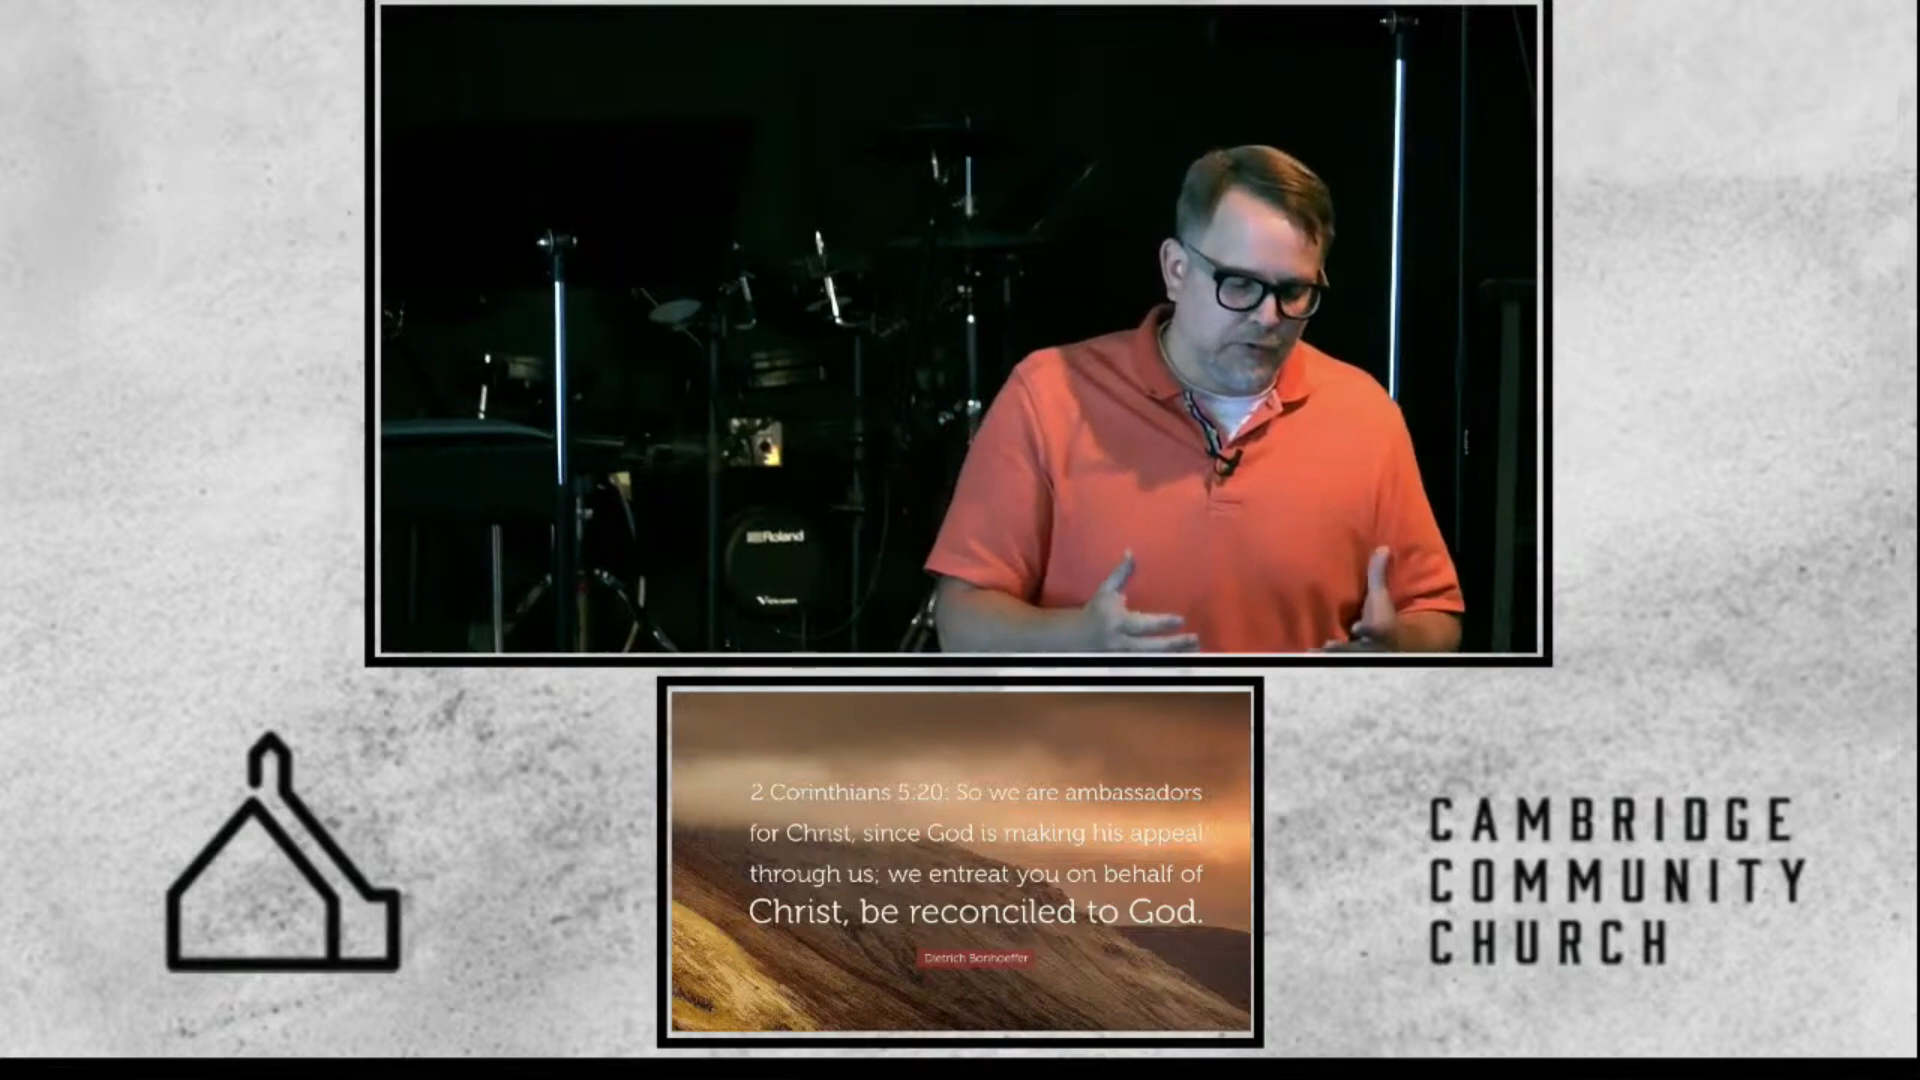 Roland
2 Corinthians 5:20: So we are ambassadors
for Christ, since God is making his appeal
through us; we entreat you on behalf of
Christ, be reconciled to God.
Dietrich Bonhoeffer
CAMBRIDGE
COMMUNITY
CHURCH